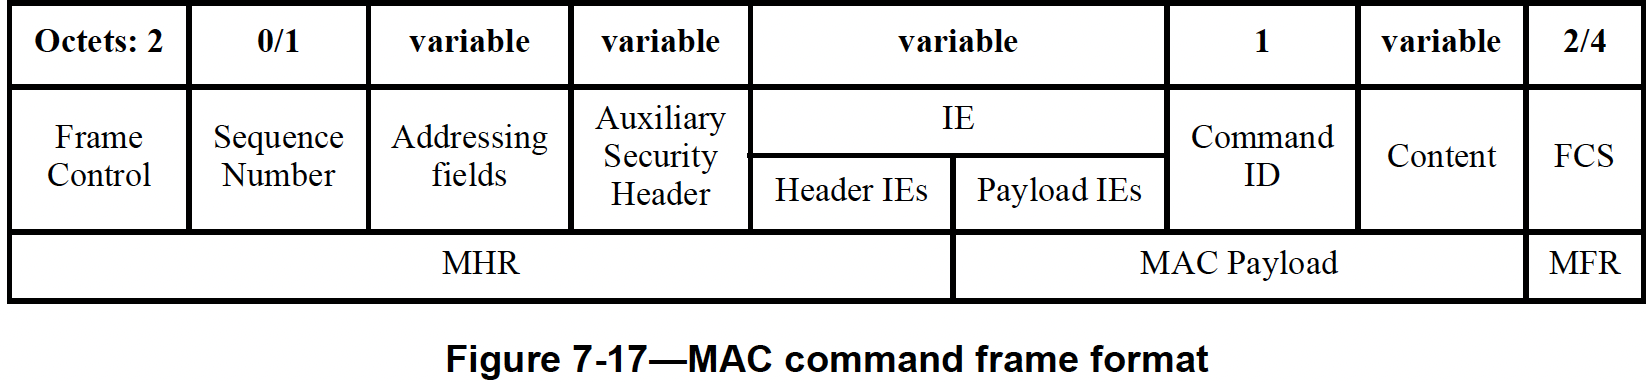 Octets: 2 0/1 variable variable variable 1 variable 2/4
Frame Control
Sequence Number
Addressing fields
Auxiliary Security Header
IE
Header IEs Payload IEs
Command ID
Content
FCS
MHR MAC Payload MFR
Figure 7-17—MAC command frame format